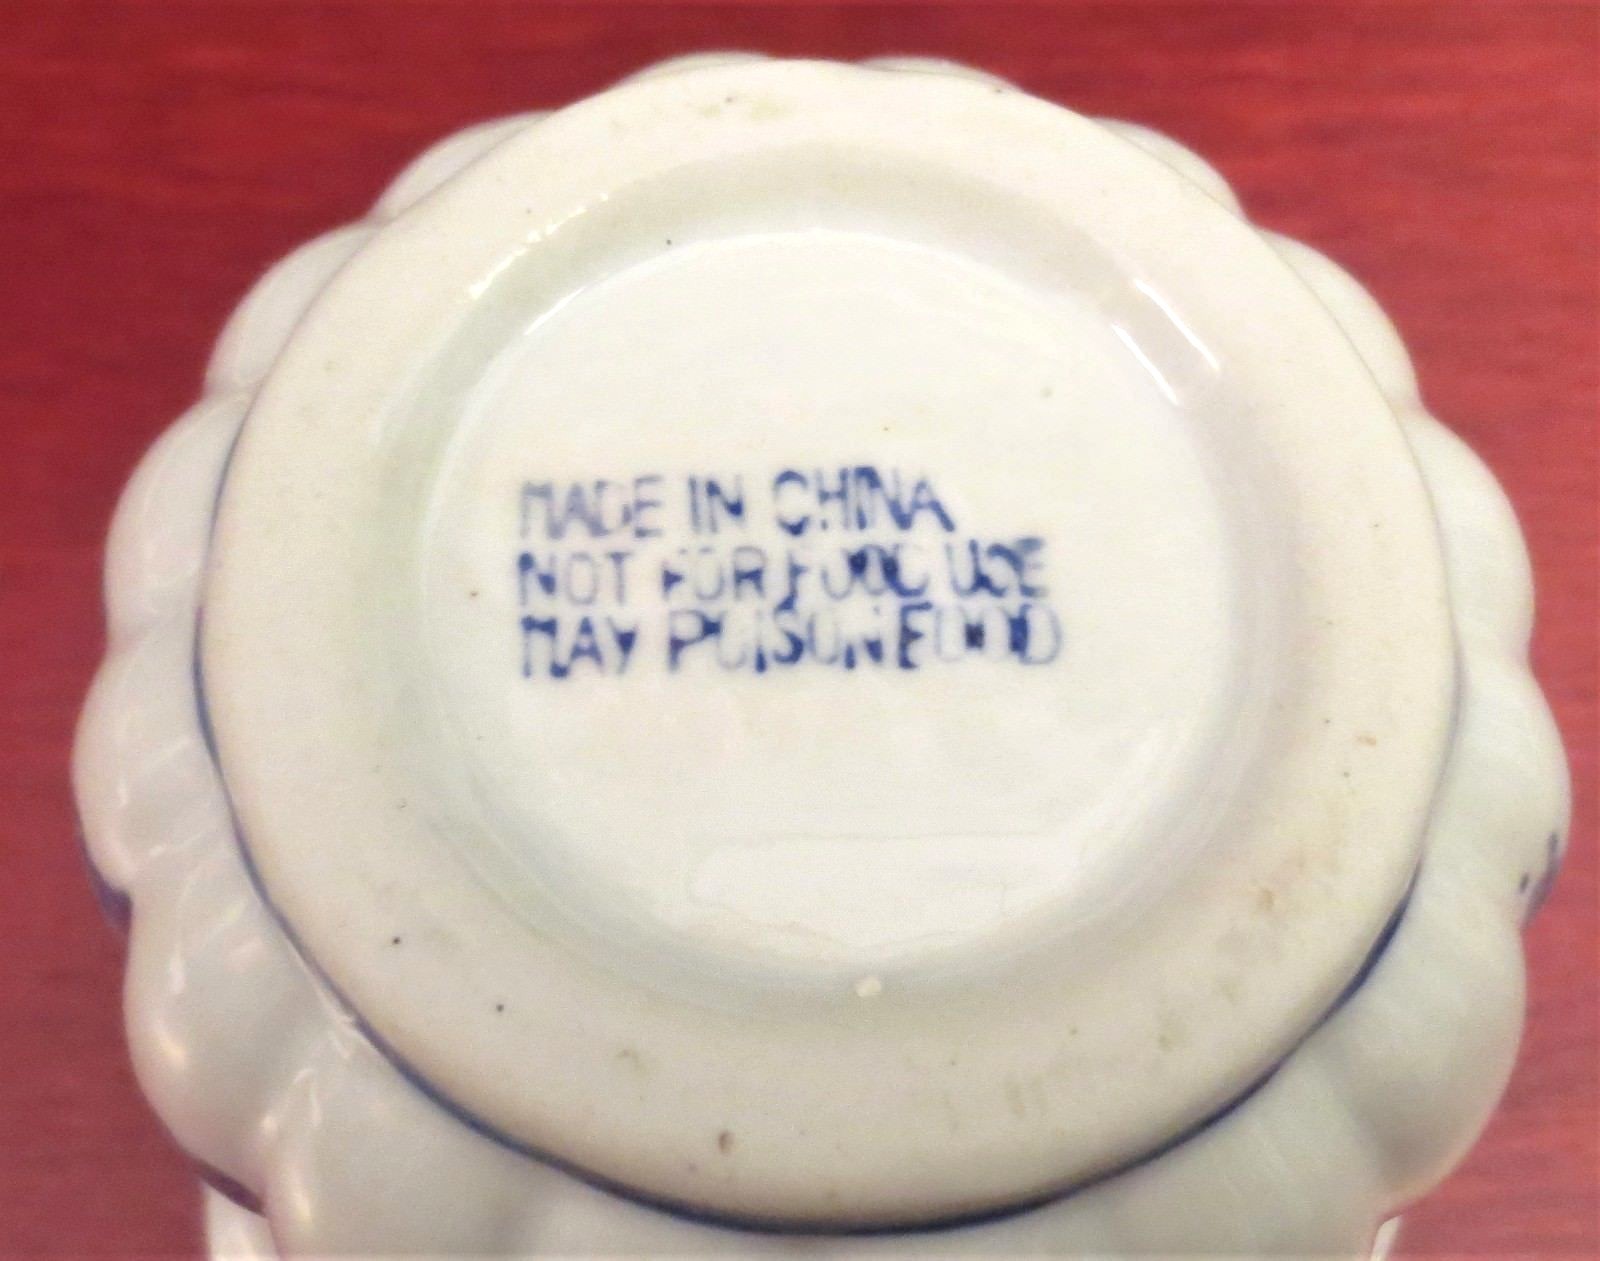 MADE IN CHINA
NOT FOR FOOD USE
MAY POISON FOOD